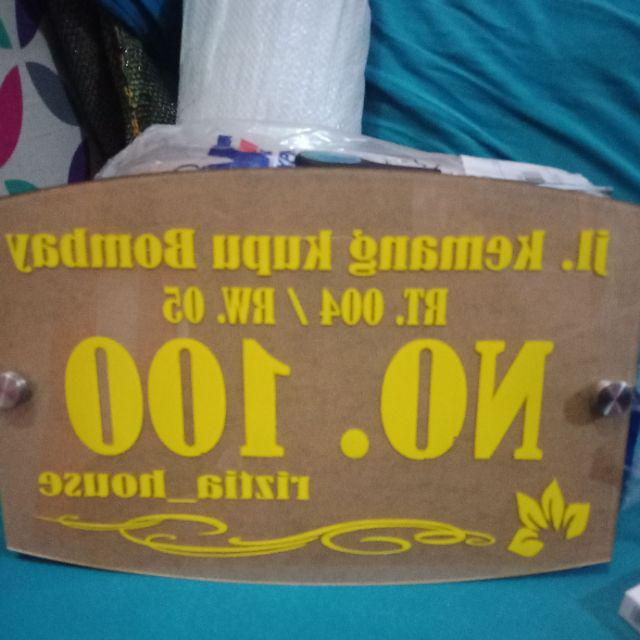 jl. kemang kupu Bombay
RT. 004 / RW. 05
NO. 100
riztia_house